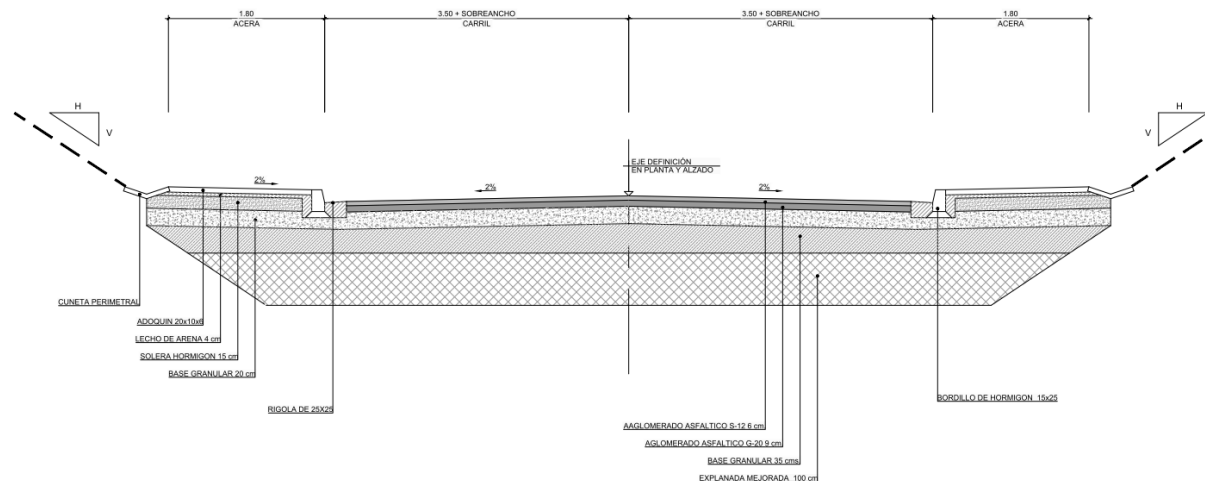 1.80
ACERA
3.50 + SOBREANCHO
CARRIL
3.50 + SOBREANCHO
CARRIL
1.80
ACERA
H
V
H
V
EJE DEFINICIÓN
EN PLANTA Y ALZADO
2%
2%
2%
CUNETA PERIMETRAL
ADOQUIN 20x10x6
LECHO DE ARENA 4 cm
SOLERA HORMIGON 15 cm
BASE GRANULAR 20 cm
RIGOLA DE 25X25
BORDILLO DE HORMIGON 15x25
AAGLOMERADO ASFALTICO S-12 6 cm
AGLOMERADO ASFALTICO G-20 9 cm
BASE GRANULAR 35 cms
EXPLANADA MEJORADA 100 cm